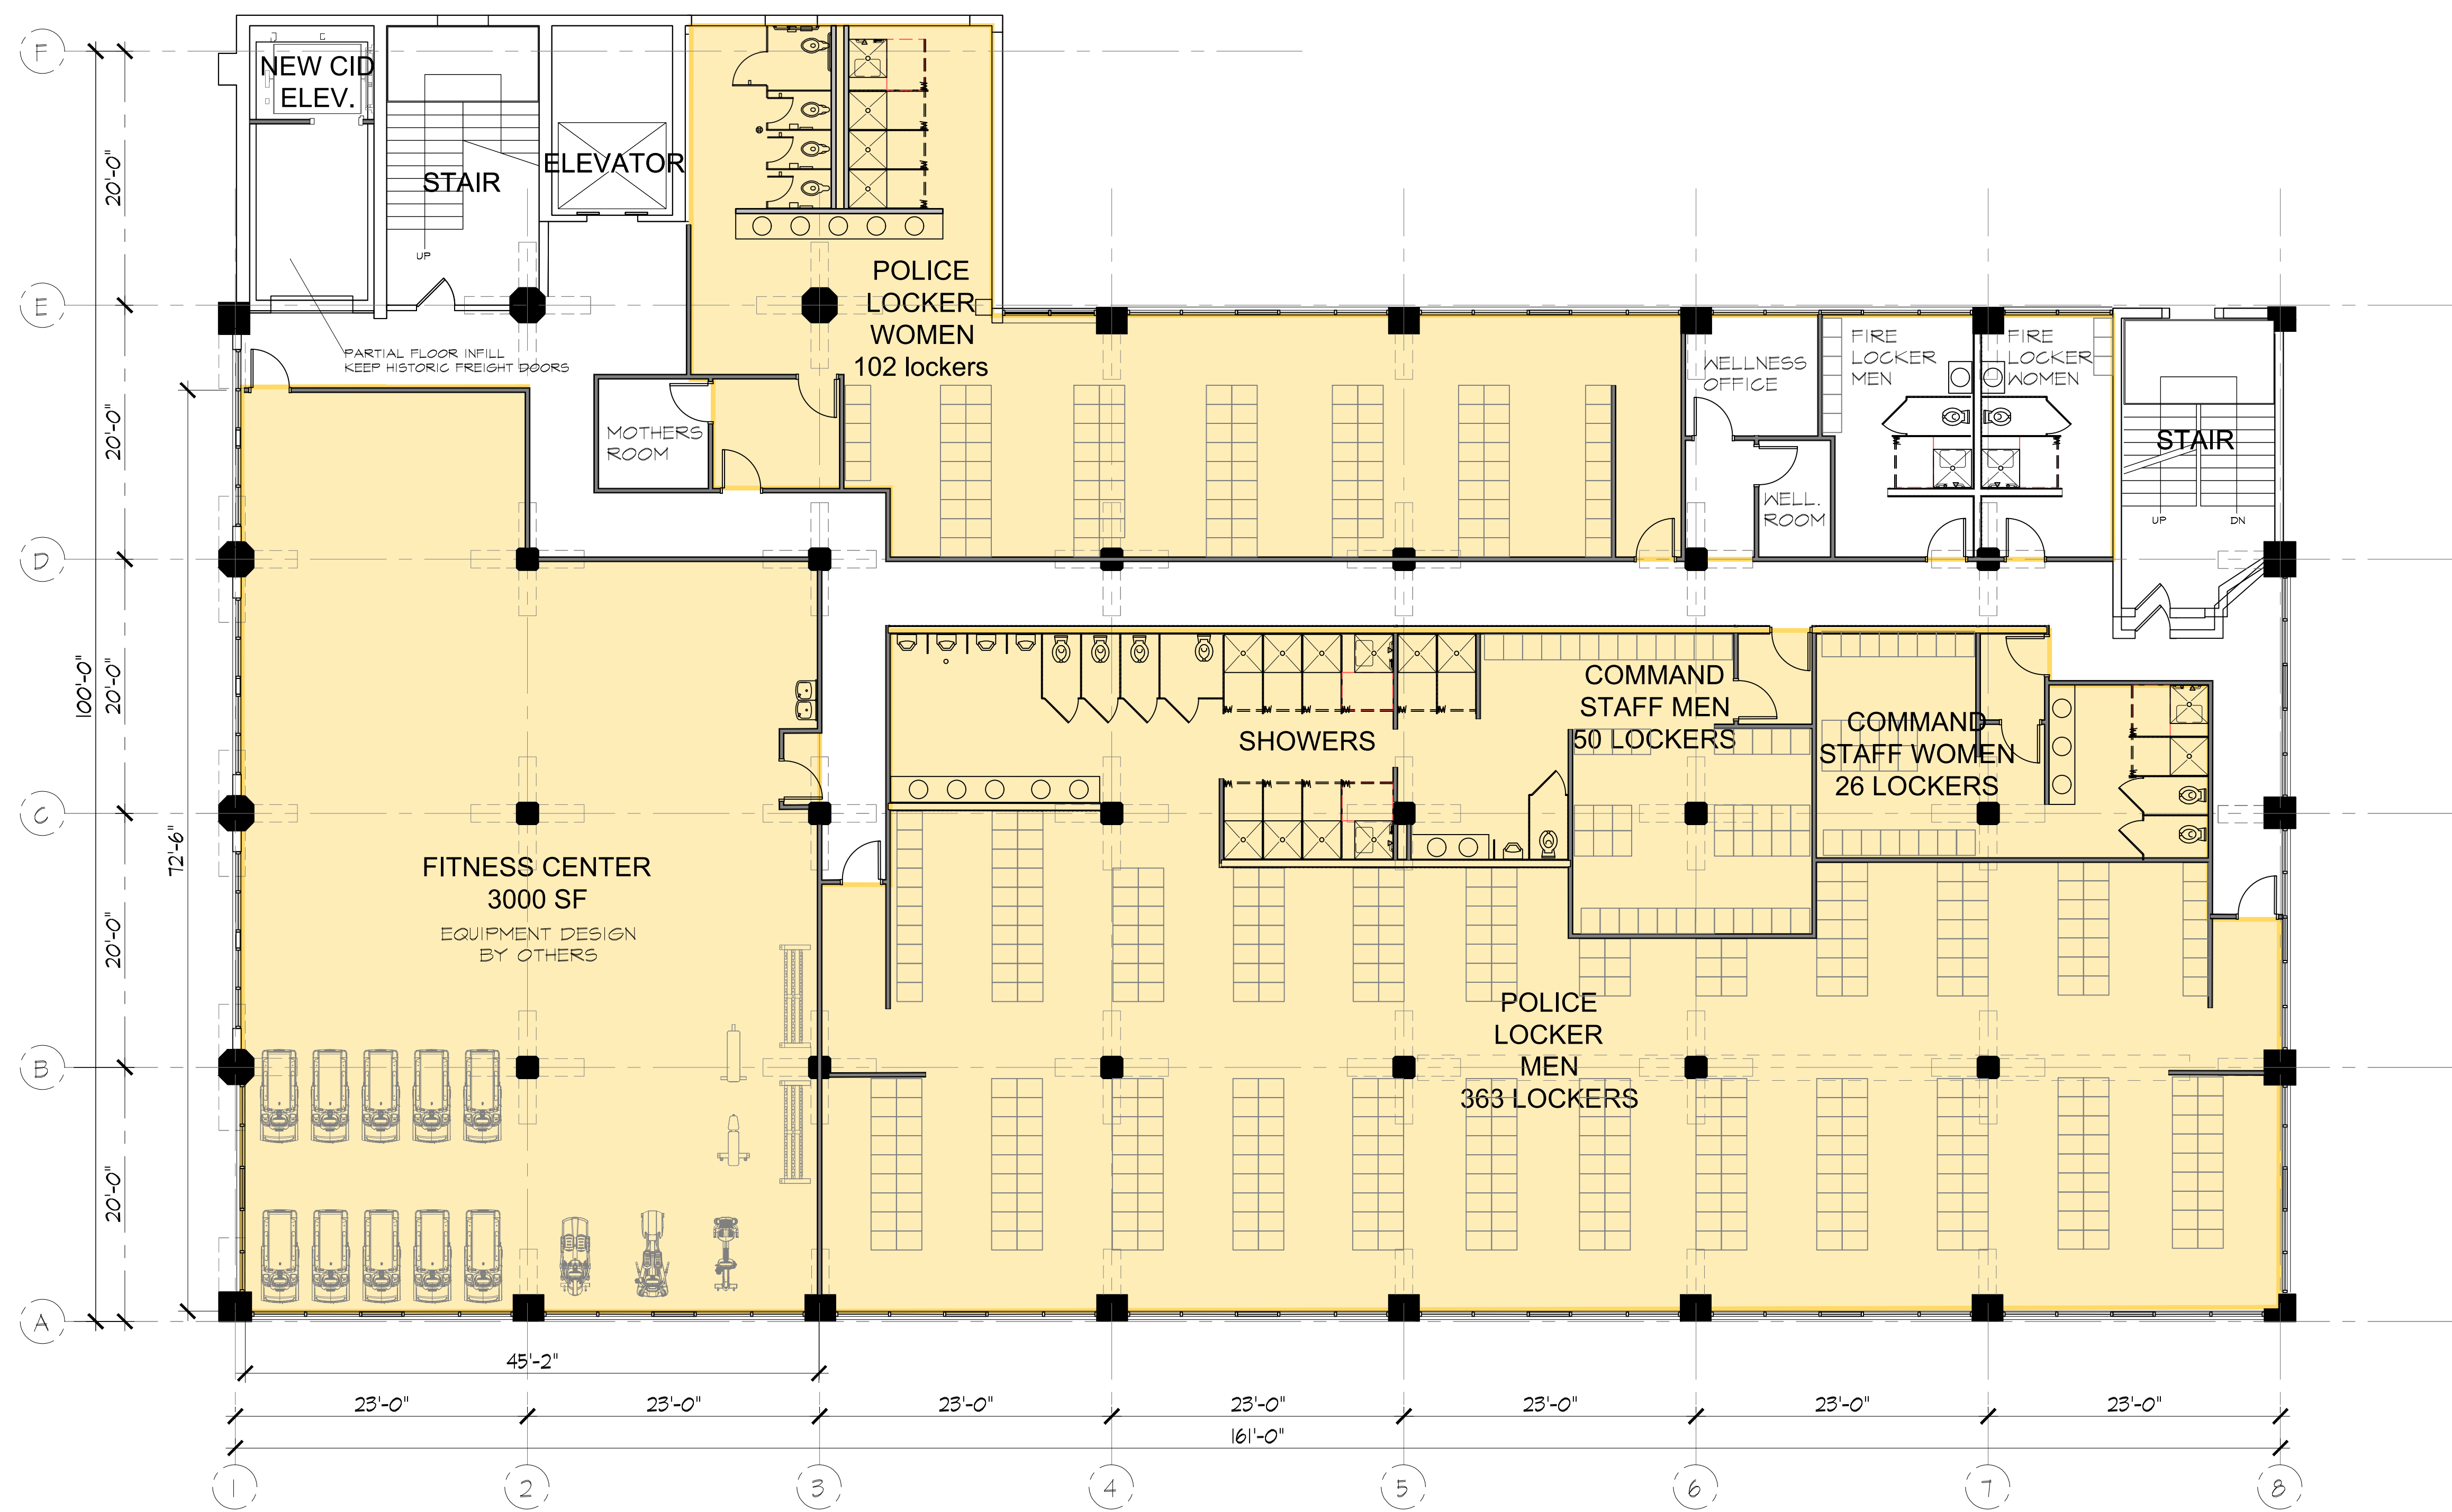 F
NEW CID
ELEV.
STAIR
ELEVATOR
UP
20'-0"
POLICE
LOCKER
WOMEN
102 lockers
E
PARTIAL FLOOR INFILL
KEEP HISTORIC FREIGHT DOORS
WELLNESS
OFFICE
FIRE
LOCKER
MEN
FIRE
LOCKER
WOMEN
20'-0"
MOTHERS
ROOM
STAIR
WELL.
ROOM
UP
DN
D
100'-0"
20'-0"
COMMAND
STAFF MEN
50 LOCKERS
SHOWERS
COMMAND
STAFF WOMEN
26 LOCKERS
C
72'-6"
FITNESS CENTER
3000 SF
EQUIPMENT DESIGN
BY OTHERS
20'-0"
POLICE
LOCKER
MEN
363 LOCKERS
B
20'-0"
A
45'-2"
23'-0"
23'-0"
23'-0"
23'-0"
23'-0"
23'-0"
23'-0"
161'-0"
1
2
3
4
5
6
7
8